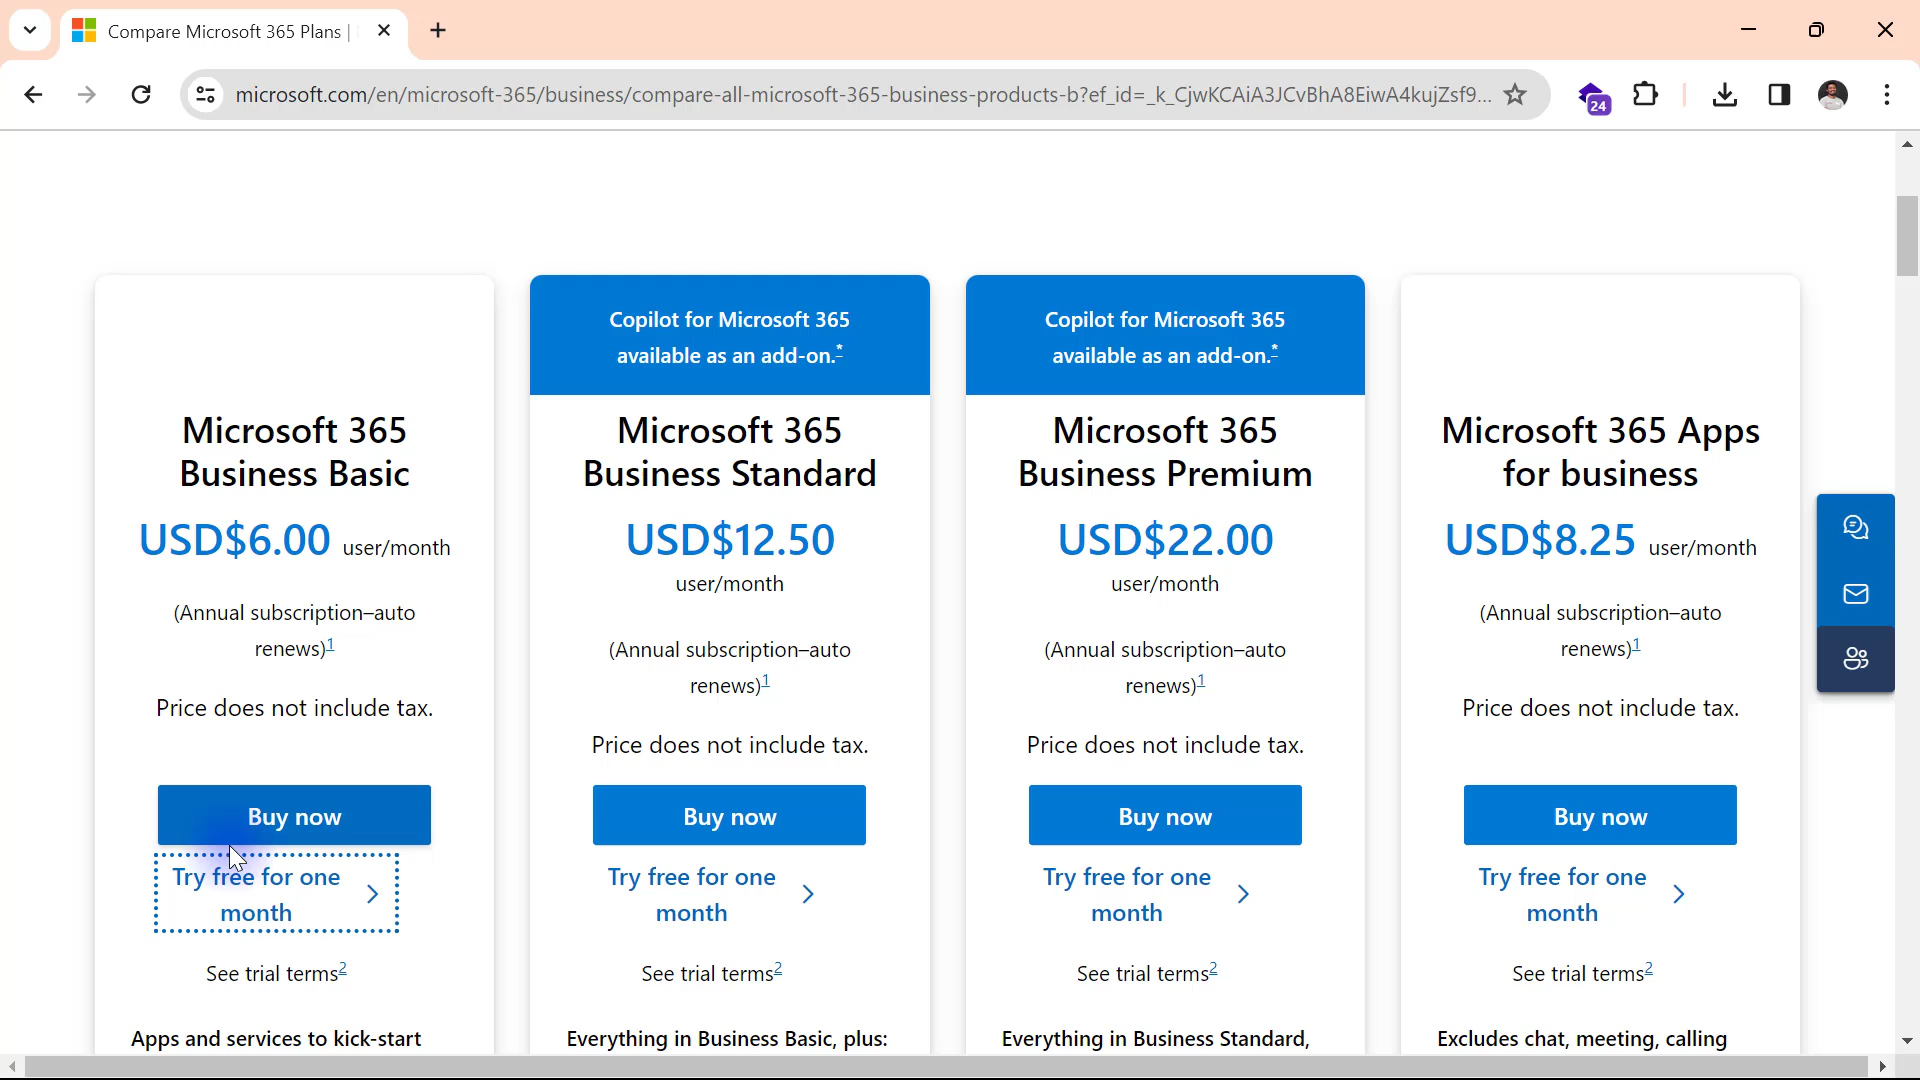 Compare Microsoft 365 Plans |
microsoft.com/en/microsoft-365/business/compare-all-microsoft-365-business-products-b?ef_id=_k_CjwKCAiA3JCvBhA8EiwA4kujZsf9...
24
Copilot for Microsoft 365
available as an add-on.*
Copilot for Microsoft 365
available as an add-on.*
Microsoft 365
Business Basic
USD$6.00 user/month
(Annual subscription–auto
renews)1
Price does not include tax.
Buy now
Try free for one
month
See trial terms2
Apps and services to kick-start
Microsoft 365
Business Standard
USD$12.50
user/month
(Annual subscription–auto
renews)1
Price does not include tax.
Buy now
Try free for one
month
See trial terms2
Everything in Business Basic, plus:
Microsoft 365
Business Premium
USD$22.00
user/month
(Annual subscription–auto
renews)1
Price does not include tax.
Buy now
Try free for one
month
See trial terms2
Everything in Business Standard,
Microsoft 365 Apps
for business
USD$8.25 user/month
(Annual subscription–auto
renews)1
Price does not include tax.
Buy now
Try free for one
month
See trial terms2
Excludes chat, meeting, calling